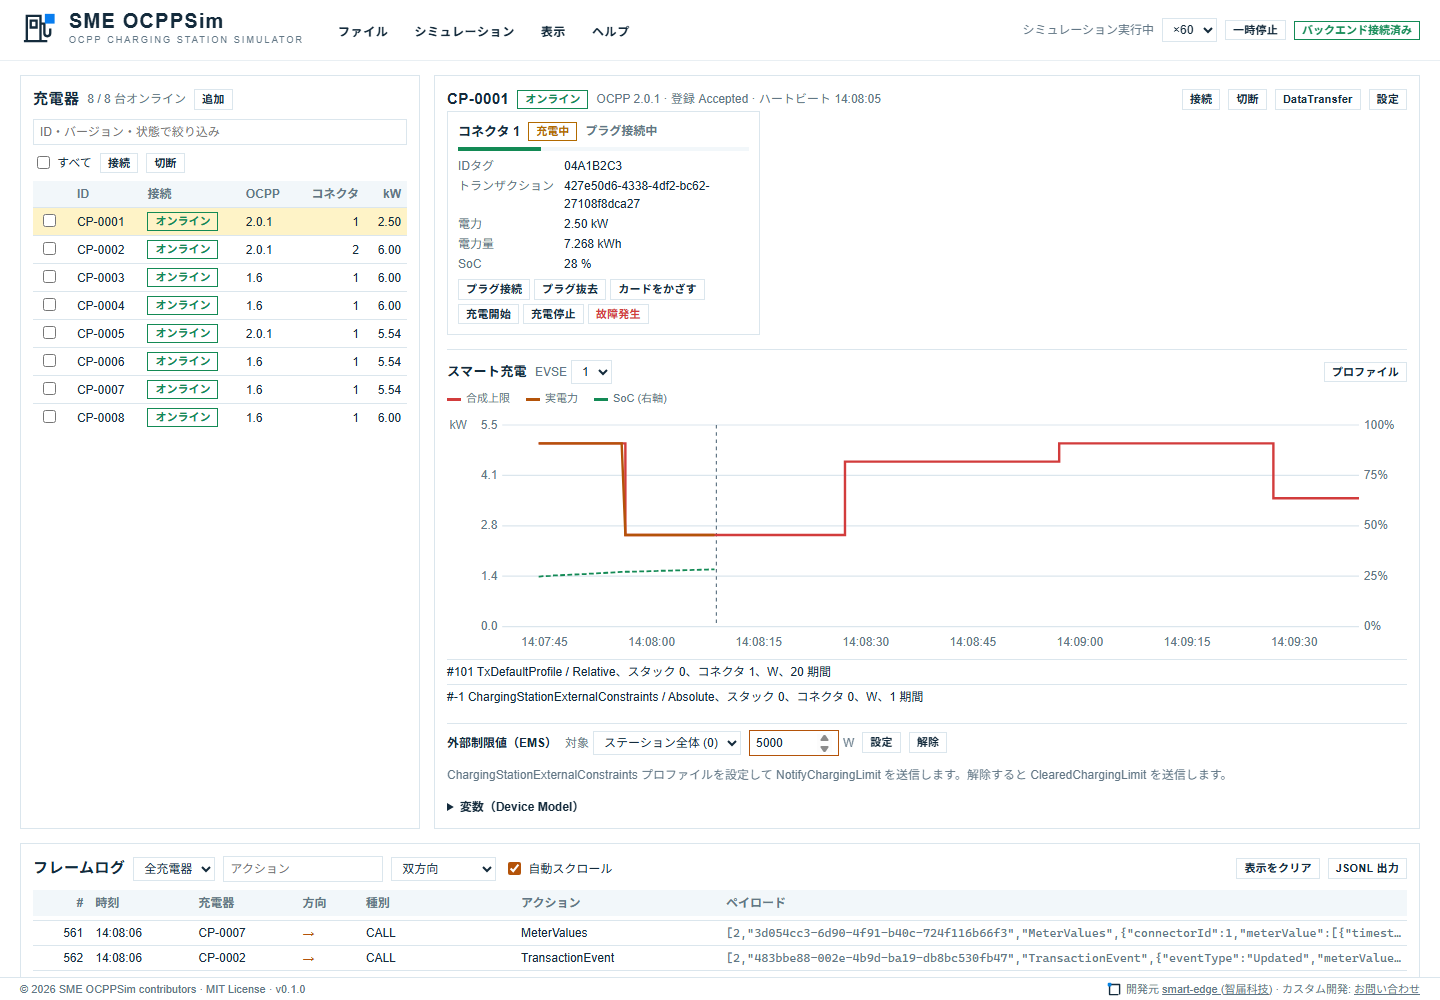 SME OCPPSim
OCPP CHARGING STATION SIMULATOR
ファイル シミュレーション 表示 ヘルプ
シミュレーション実行中 ×60 一時停止 バックエンド接続済み
充電器 8 / 8 台オンライン 追加
ID・バージョン・状態で絞り込み
すべて 接続 切断
ID 接続 OCPP コネクタ kW
CP-0001 オンライン 2.0.1 1 2.50
CP-0002 オンライン 2.0.1 2 6.00
CP-0003 オンライン 1.6 1 6.00
CP-0004 オンライン 1.6 1 6.00
CP-0005 オンライン 2.0.1 1 5.54
CP-0006 オンライン 1.6 1 5.54
CP-0007 オンライン 1.6 1 5.54
CP-0008 オンライン 1.6 1 6.00
CP-0001 オンライン OCPP 2.0.1 · 登録 Accepted · ハートビート 14:08:05
接続 切断 DataTransfer 設定
コネクタ 1 充電中 プラグ接続中
IDタグ 04A1B2C3
トランザクション 427e50d6-4338-4df2-bc62-
27108f8dca27
電力 2.50 kW
電力量 7.268 kWh
SoC 28 %
プラグ接続 プラグ抜去 カードをかざす
充電開始 充電停止 故障発生
スマート充電 EVSE 1 プロファイル
合成上限 実電力 SoC (右軸)
kW 5.5 100%
4.1 75%
2.8 50%
1.4 25%
0.0 0%
14:07:45 14:08:00 14:08:15 14:08:30 14:08:45 14:09:00 14:09:15 14:09:30
#101 TxDefaultProfile / Relative、スタック 0、コネクタ 1、W、20 期間
#-1 ChargingStationExternalConstraints / Absolute、スタック 0、コネクタ 0、W、1 期間
外部制限値（EMS） 対象 ステーション全体 (0) 5000 W 設定 解除
ChargingStationExternalConstraints プロファイルを設定して NotifyChargingLimit を送信します。解除すると ClearedChargingLimit を送信します。
変数（Device Model）
フレームログ 全充電器 アクション 双方向 自動スクロール 表示をクリア JSONL 出力
# 時刻 充電器 方向 種別 アクション ペイロード
561 14:08:06 CP-0007 → CALL MeterValues [2,"3d054cc3-6d90-4f91-b40c-724f116b66f3","MeterValues",{"connectorId":1,"meterValue":[{"timest…
562 14:08:06 CP-0002 → CALL TransactionEvent [2,"483bbe88-002e-4b9d-ba19-db8bc530fb47","TransactionEvent",{"eventType":"Updated","meterValue…
© 2026 SME OCPPSim contributors · MIT License · v0.1.0
開発元 smart-edge (智届科技) · カスタム開発: お問い合わせ